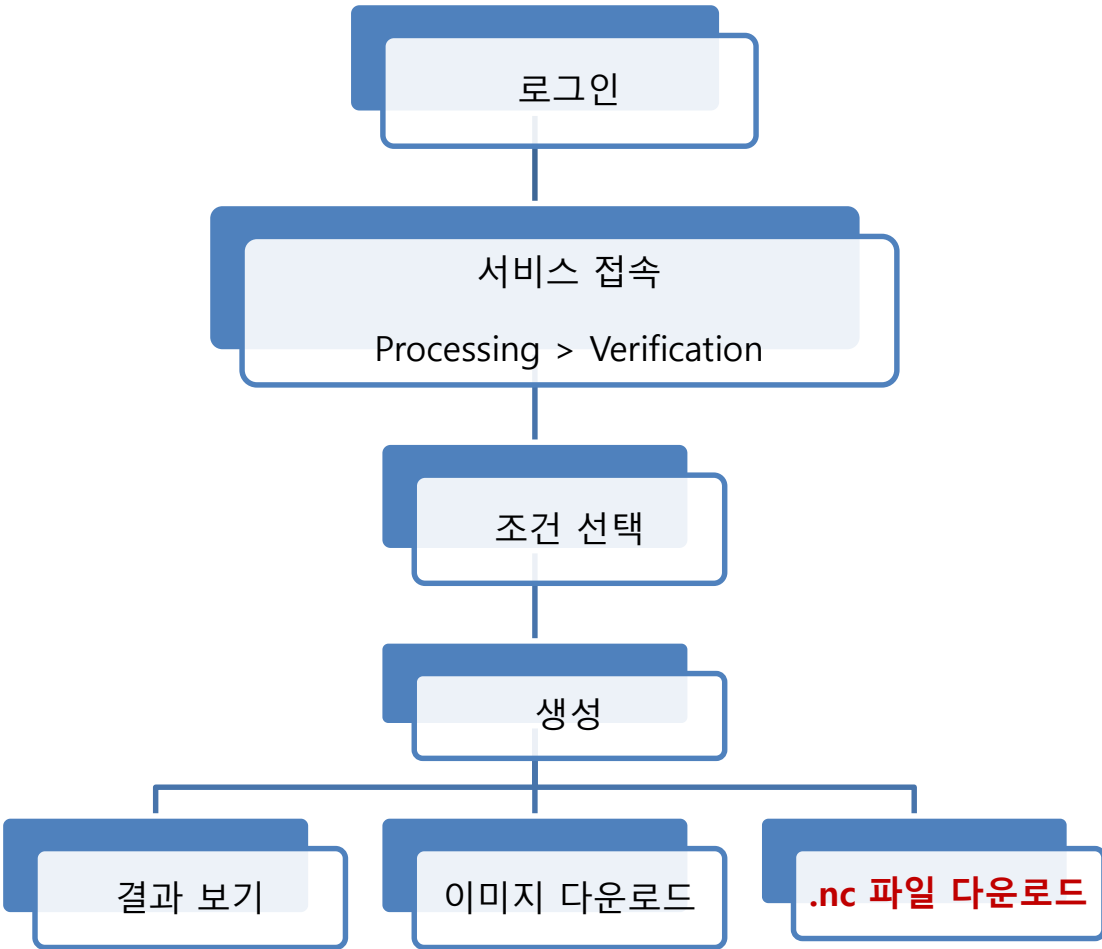 로그인
서비스 접속
Processing > Verification
조건 선택
생성
결과 보기
이미지 다운로드
.nc 파일 다운로드